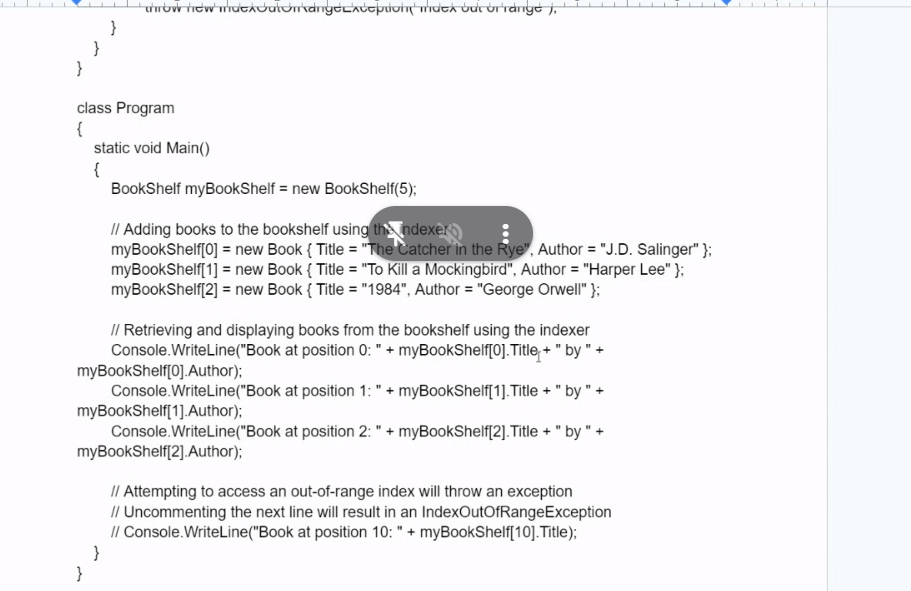 throw new IndexOutOfRangeException("Index out of range");
}
}
}
class Program
{
static void Main()
{
BookShelf myBookShelf = new BookShelf(5);
// Adding books to the bookshelf using the indexer
myBookShelf[0] = new Book { Title = "The Catcher in the Rye", Author = "J.D. Salinger" };
myBookShelf[1] = new Book { Title = "To Kill a Mockingbird", Author = "Harper Lee" };
myBookShelf[2] = new Book { Title = "1984", Author = "George Orwell" };
// Retrieving and displaying books from the bookshelf using the indexer
Console.WriteLine("Book at position 0: " + myBookShelf[0].Title + " by " +
myBookShelf[0].Author);
Console.WriteLine("Book at position 1: " + myBookShelf[1].Title + " by " +
myBookShelf[1].Author);
Console.WriteLine("Book at position 2: " + myBookShelf[2].Title + " by " +
myBookShelf[2].Author);
// Attempting to access an out-of-range index will throw an exception
// Uncommenting the next line will result in an IndexOutOfRangeException
// Console.WriteLine("Book at position 10: " + myBookShelf[10].Title);
}
}